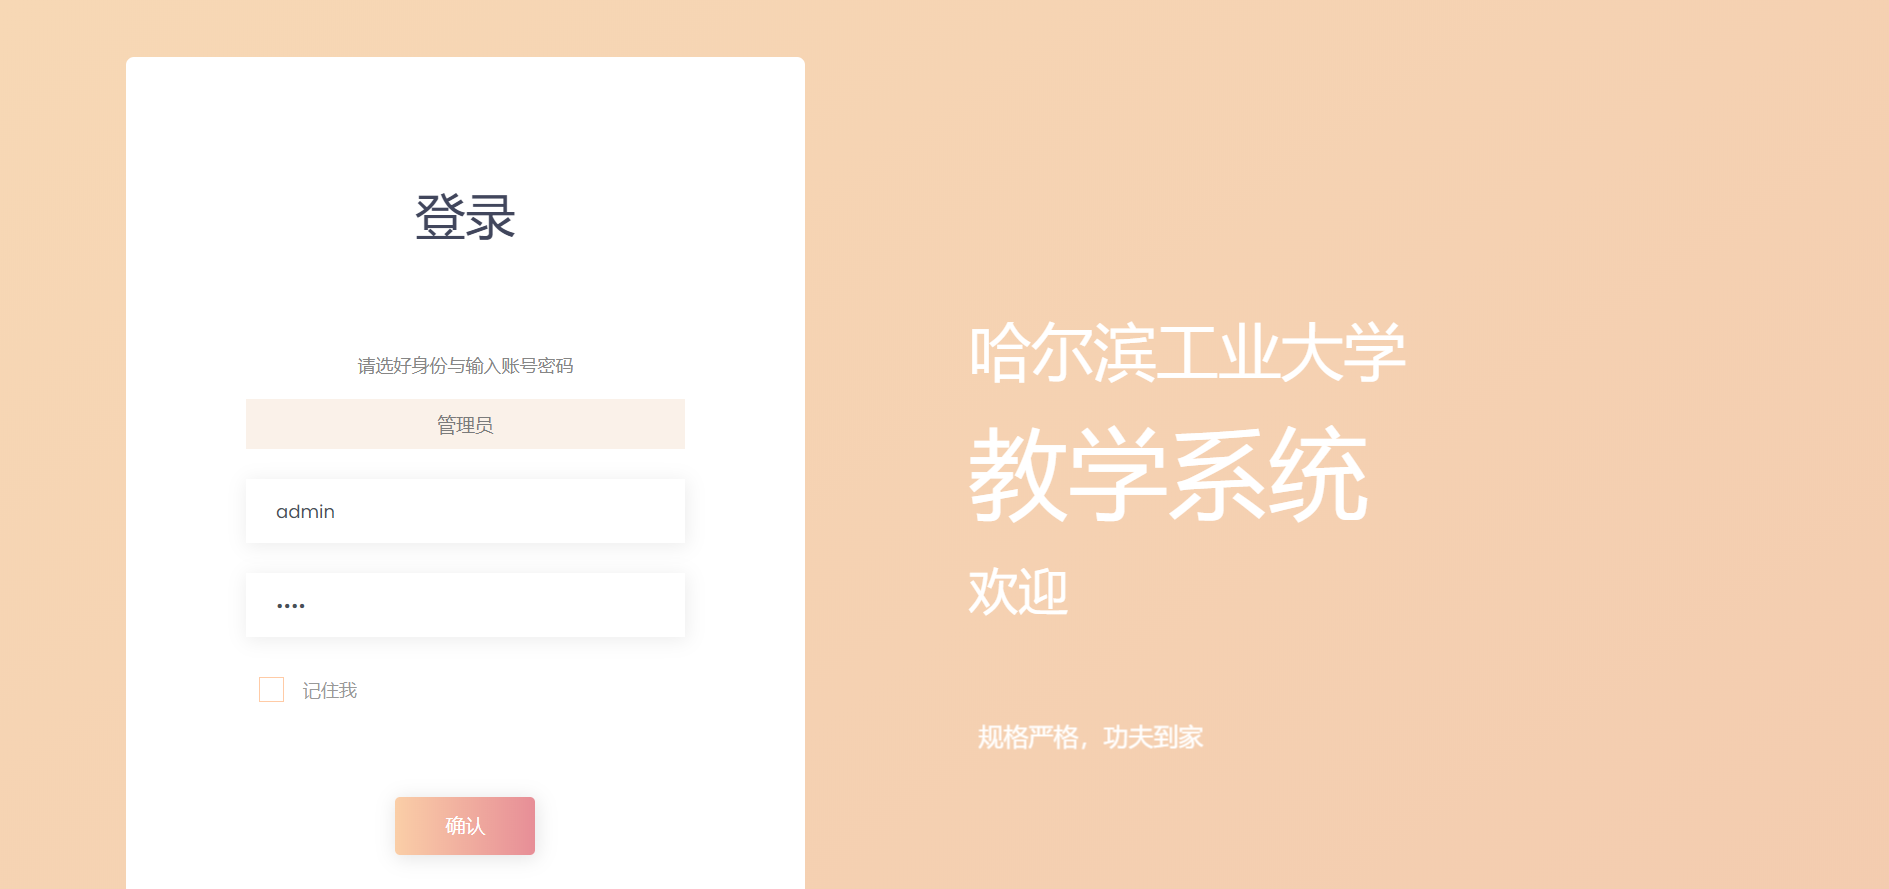 登录
请选好身份与输入账号密码
管理员
admin
••••
记住我
确认
哈尔滨工业大学
教学系统
欢迎
规格严格，功夫到家